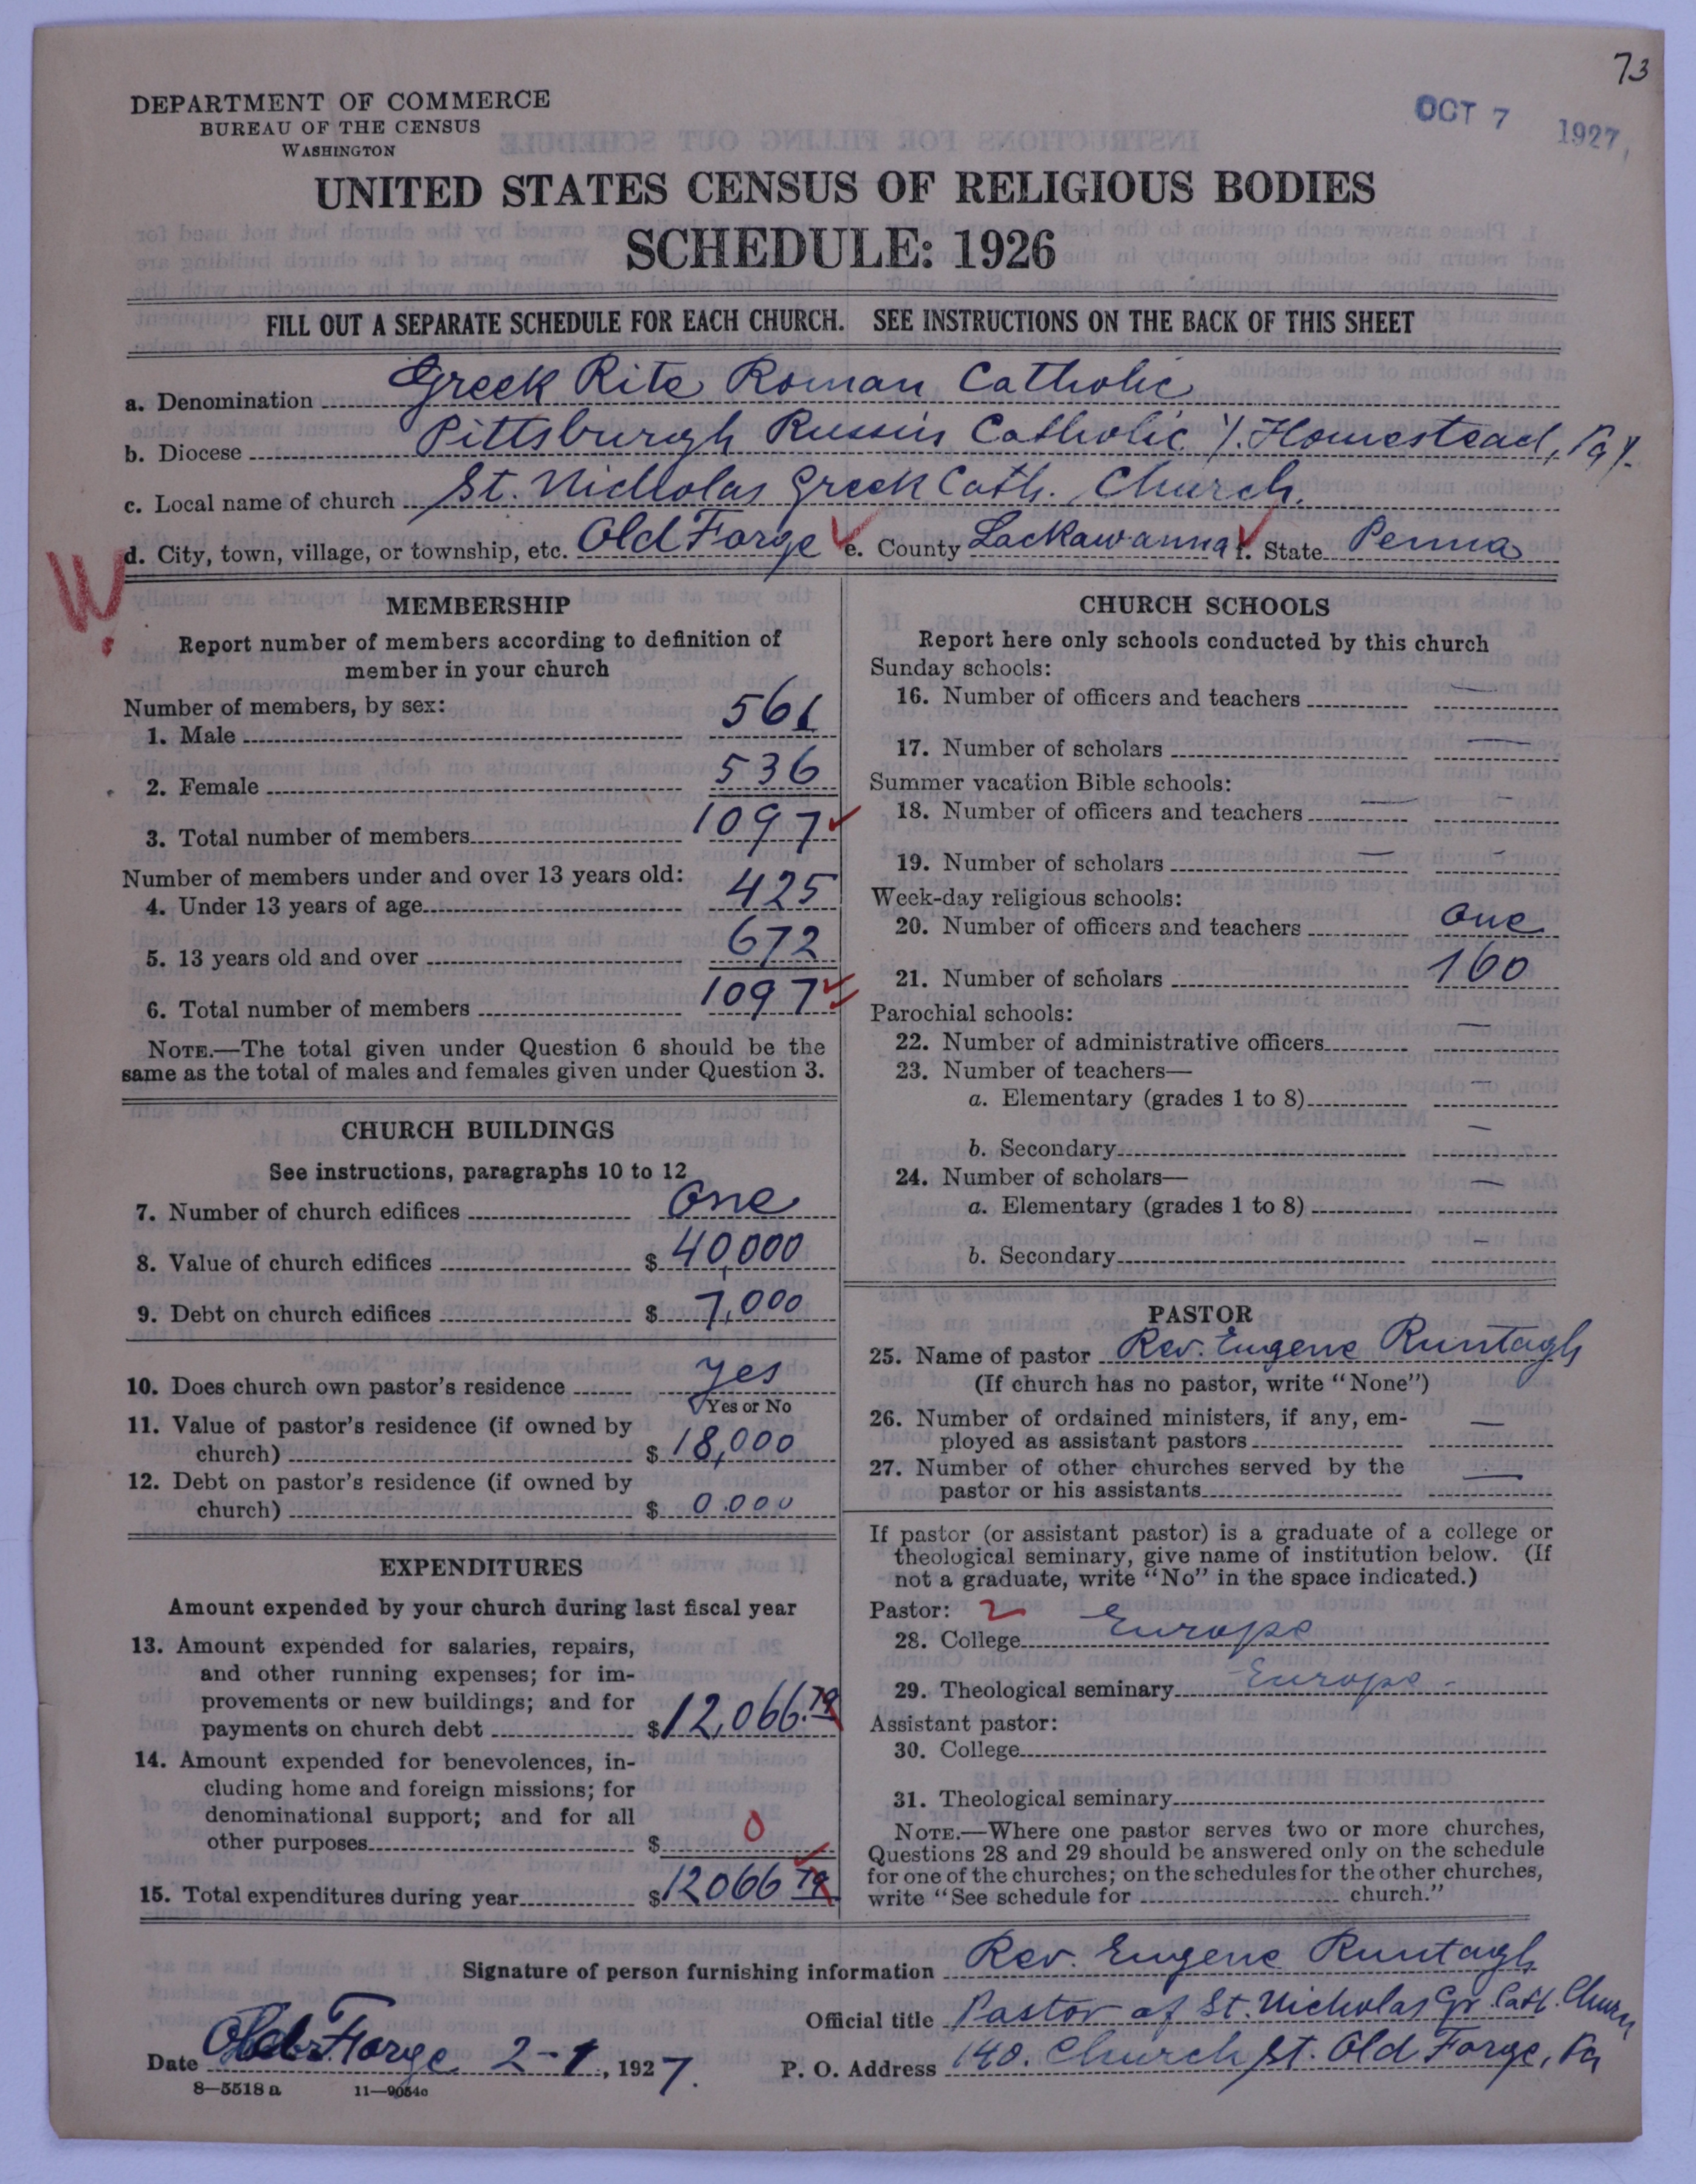 73
OCT 7 1927
DEPARTMENT OF COMMERCE
BUREAU OF THE CENSUS
WASHINGTON
UNITED STATES CENSUS OF RELIGIOUS BODIES
SCHEDULE: 1926
FILL OUT A SEPARATE SCHEDULE FOR EACH CHURCH. SEE INSTRUCTIONS ON THE BACK OF THIS SHEET
a. Denomination Greek Rite Roman Catholic
b. Diocese Pittsburgh Russin Catholic %. Homestead, Pa.
c. Local name of church St. Nicholas Greek Cath. Church.
d. City, town, village, or township, etc. Old Forge e. County Lackawanna f. State Penna
W.
MEMBERSHIP
Report number of members according to definition of
member in your church
Number of members, by sex:
1. Male 561
2. Female 536
3. Total number of members 1097
Number of members under and over 13 years old:
4. Under 13 years of age 425
5. 13 years old and over 672
6. Total number of members 1097
NOTE.—The total given under Question 6 should be the
same as the total of males and females given under Question 3.
CHURCH BUILDINGS
See instructions, paragraphs 10 to 12
7. Number of church edifices One
8. Value of church edifices $ 40,000
9. Debt on church edifices $ 7,000
10. Does church own pastor's residence yes
Yes or No
11. Value of pastor's residence (if owned by
church) $ 18,000
12. Debt on pastor's residence (if owned by
church) $ 0.000
EXPENDITURES
Amount expended by your church during last fiscal year
13. Amount expended for salaries, repairs,
and other running expenses; for im-
provements or new buildings; and for
payments on church debt $ 12,066.79
14. Amount expended for benevolences, in-
cluding home and foreign missions; for
denominational support; and for all
other purposes $ 0
15. Total expenditures during year $ 12066 79
CHURCH SCHOOLS
Report here only schools conducted by this church
Sunday schools:
16. Number of officers and teachers —
17. Number of scholars —
Summer vacation Bible schools:
18. Number of officers and teachers — —
19. Number of scholars — —
Week-day religious schools:
20. Number of officers and teachers One
21. Number of scholars 160
Parochial schools:
22. Number of administrative officers —
23. Number of teachers—
a. Elementary (grades 1 to 8) —
b. Secondary —
24. Number of scholars—
a. Elementary (grades 1 to 8) —
b. Secondary —
PASTOR
25. Name of pastor Rev. Eugene Runtagh
(If church has no pastor, write "None")
26. Number of ordained ministers, if any, em-
ployed as assistant pastors —
27. Number of other churches served by the
pastor or his assistants —
If pastor (or assistant pastor) is a graduate of a college or
theological seminary, give name of institution below. (If
not a graduate, write "No" in the space indicated.)
Pastor: 2
28. College Europe
29. Theological seminary Europe
Assistant pastor:
30. College
31. Theological seminary
NOTE.—Where one pastor serves two or more churches,
Questions 28 and 29 should be answered only on the schedule
for one of the churches; on the schedules for the other churches,
write "See schedule for church."
Signature of person furnishing information Rev. Eugene Runtagh
Official title Pastor of St. Nicholas Gr. Cath. Church
Date Old Forge 2-1, 1927. P. O. Address 140. Church St. Old Forge, Pa
8—5518a 11—9054c